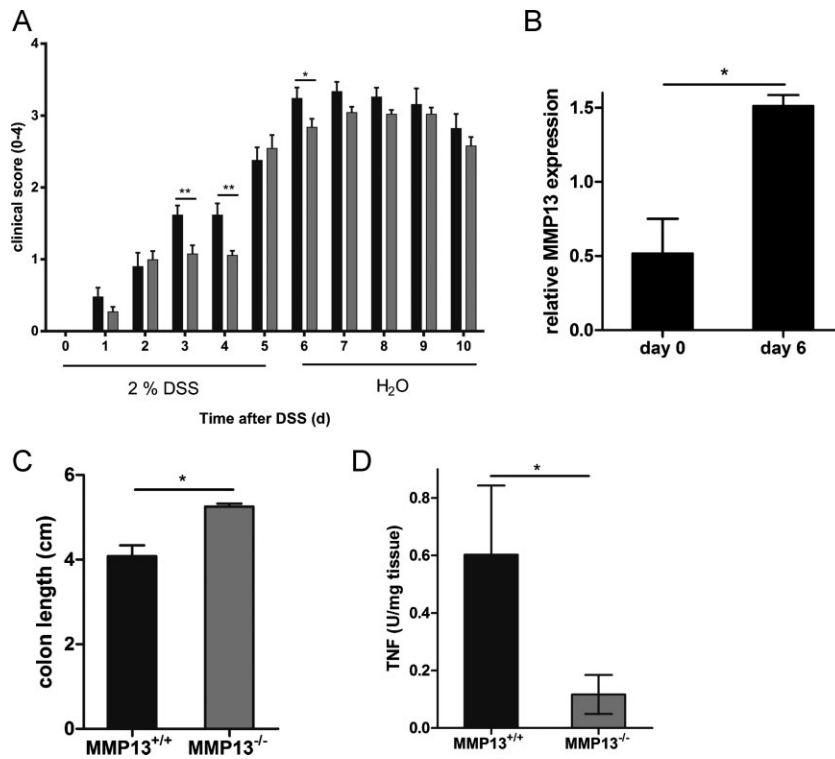 A
clinical score (0-4)
4
3
2
1
0
*
**
**
0 1 2 3 4 5 6 7 8 9 10
2 % DSS
H₂O
Time after DSS (d)
B
relative MMP13 expression
1.5
1.0
0.5
0.0
*
day 0
day 6
C
colon length (cm)
6
4
2
0
*
MMP13⁺/⁺
MMP13⁻/⁻
D
TNF (U/mg tissue)
0.8
0.6
0.4
0.2
0.0
*
MMP13⁺/⁺
MMP13⁻/⁻